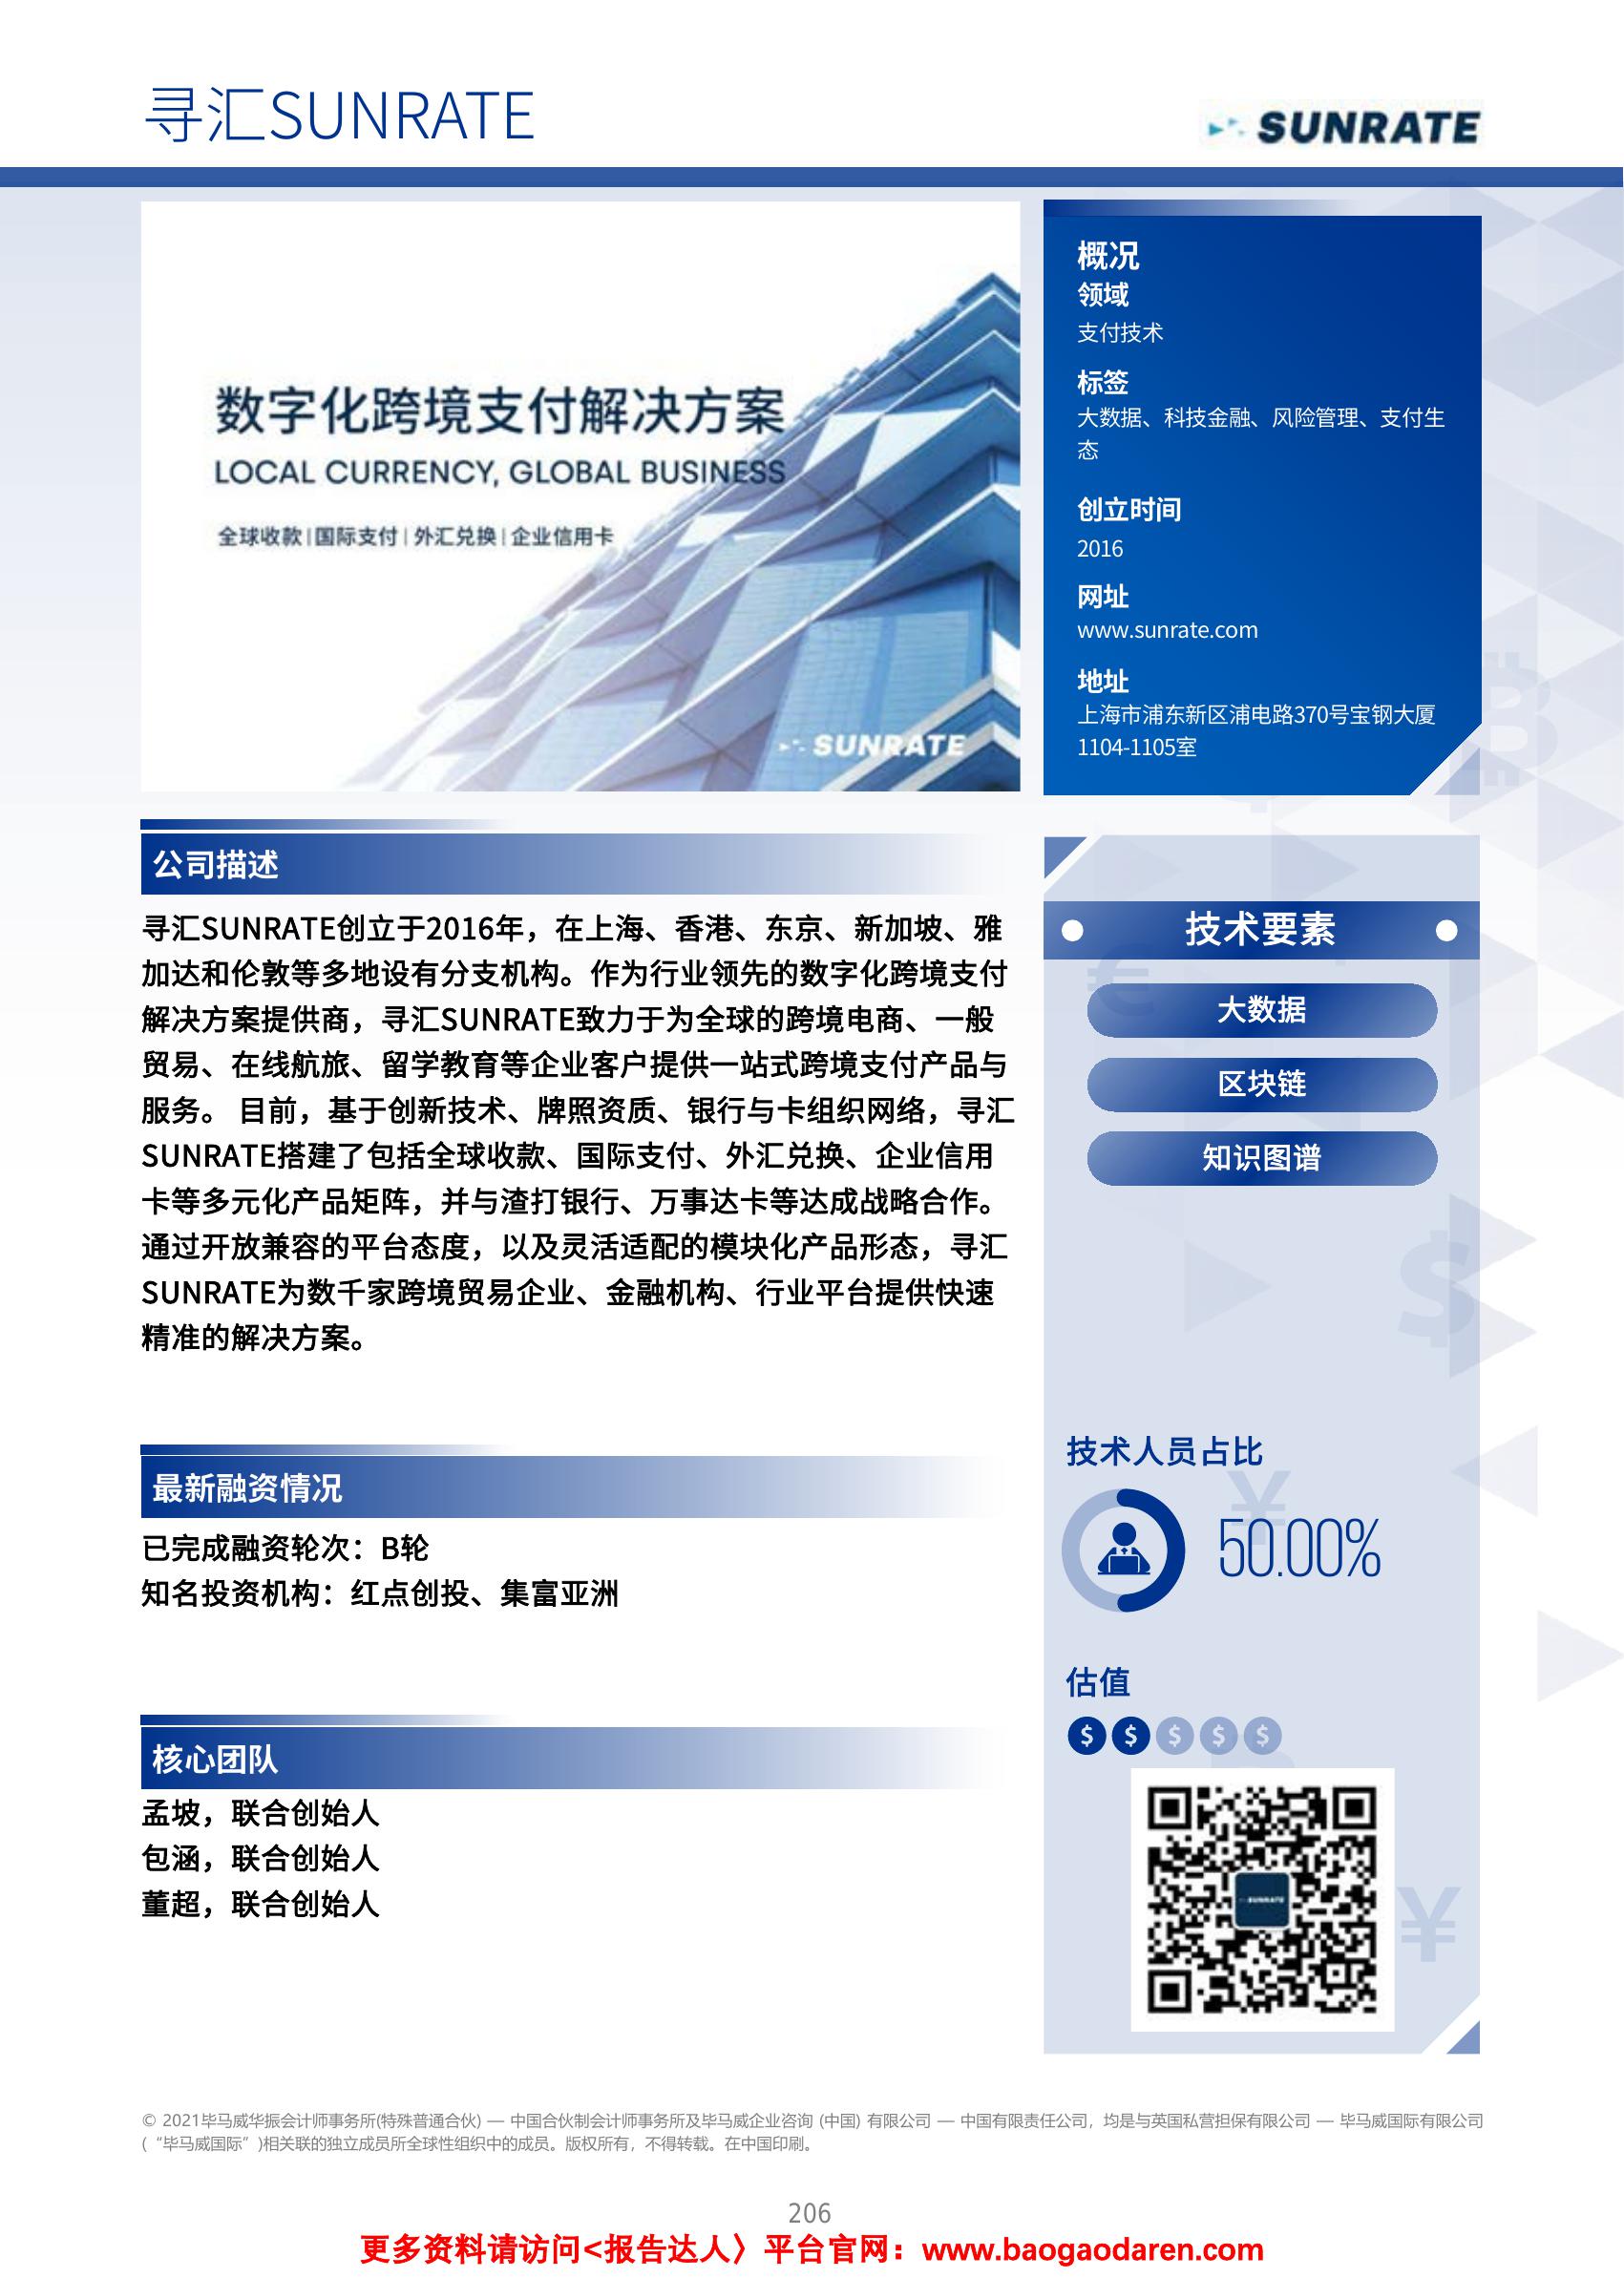 寻汇SUNRATE
SUNRATE
数字化跨境支付解决方案
LOCAL CURRENCY, GLOBAL BUSINESS
全球收款|国际支付|外汇兑换|企业信用卡
SUNRATE
概况
领域
支付技术
标签
大数据、科技金融、风险管理、支付生
态
创立时间
2016
网址
www.sunrate.com
地址
上海市浦东新区浦电路370号宝钢大厦
1104-1105室
公司描述
寻汇SUNRATE创立于2016年，在上海、香港、东京、新加坡、雅
加达和伦敦等多地设有分支机构。作为行业领先的数字化跨境支付
解决方案提供商，寻汇SUNRATE致力于为全球的跨境电商、一般
贸易、在线航旅、留学教育等企业客户提供一站式跨境支付产品与
服务。 目前，基于创新技术、牌照资质、银行与卡组织网络，寻汇
SUNRATE搭建了包括全球收款、国际支付、外汇兑换、企业信用
卡等多元化产品矩阵，并与渣打银行、万事达卡等达成战略合作。
通过开放兼容的平台态度，以及灵活适配的模块化产品形态，寻汇
SUNRATE为数千家跨境贸易企业、金融机构、行业平台提供快速
精准的解决方案。
最新融资情况
已完成融资轮次：B轮
知名投资机构：红点创投、集富亚洲
核心团队
孟坡，联合创始人
包涵，联合创始人
董超，联合创始人
技术要素
大数据
区块链
知识图谱
技术人员占比
50.00%
估值
$ $ $ $ $
SUNRATE
© 2021毕马威华振会计师事务所(特殊普通合伙) — 中国合伙制会计师事务所及毕马威企业咨询 (中国) 有限公司 — 中国有限责任公司，均是与英国私营担保有限公司 — 毕马威国际有限公司
(“毕马威国际”)相关联的独立成员所全球性组织中的成员。版权所有，不得转载。在中国印刷。
206
更多资料请访问<报告达人〉平台官网：www.baogaodaren.com